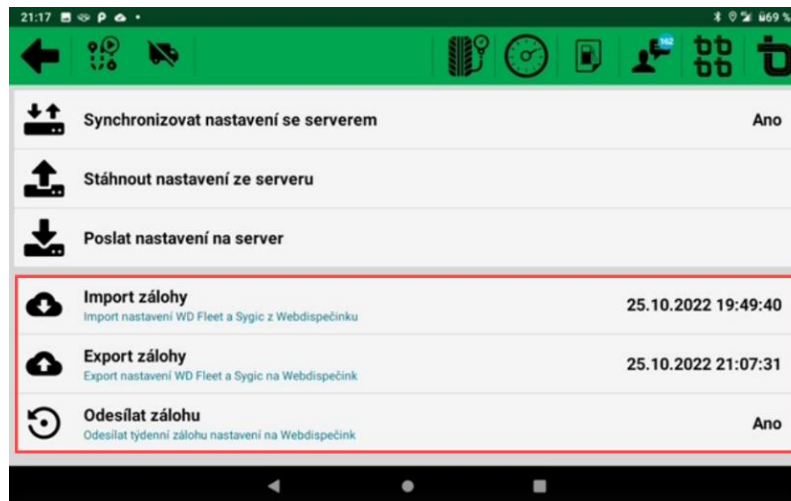 21:17
69 %
162
Synchronizovat nastavení se serverem Ano
Stáhnout nastavení ze serveru
Poslat nastavení na server
Import zálohy 25.10.2022 19:49:40
Import nastavení WD Fleet a Sygic z Webdispečinku
Export zálohy 25.10.2022 21:07:31
Export nastavení WD Fleet a Sygic na Webdispečink
Odesílat zálohu Ano
Odesílat týdenní zálohu nastavení na Webdispečink